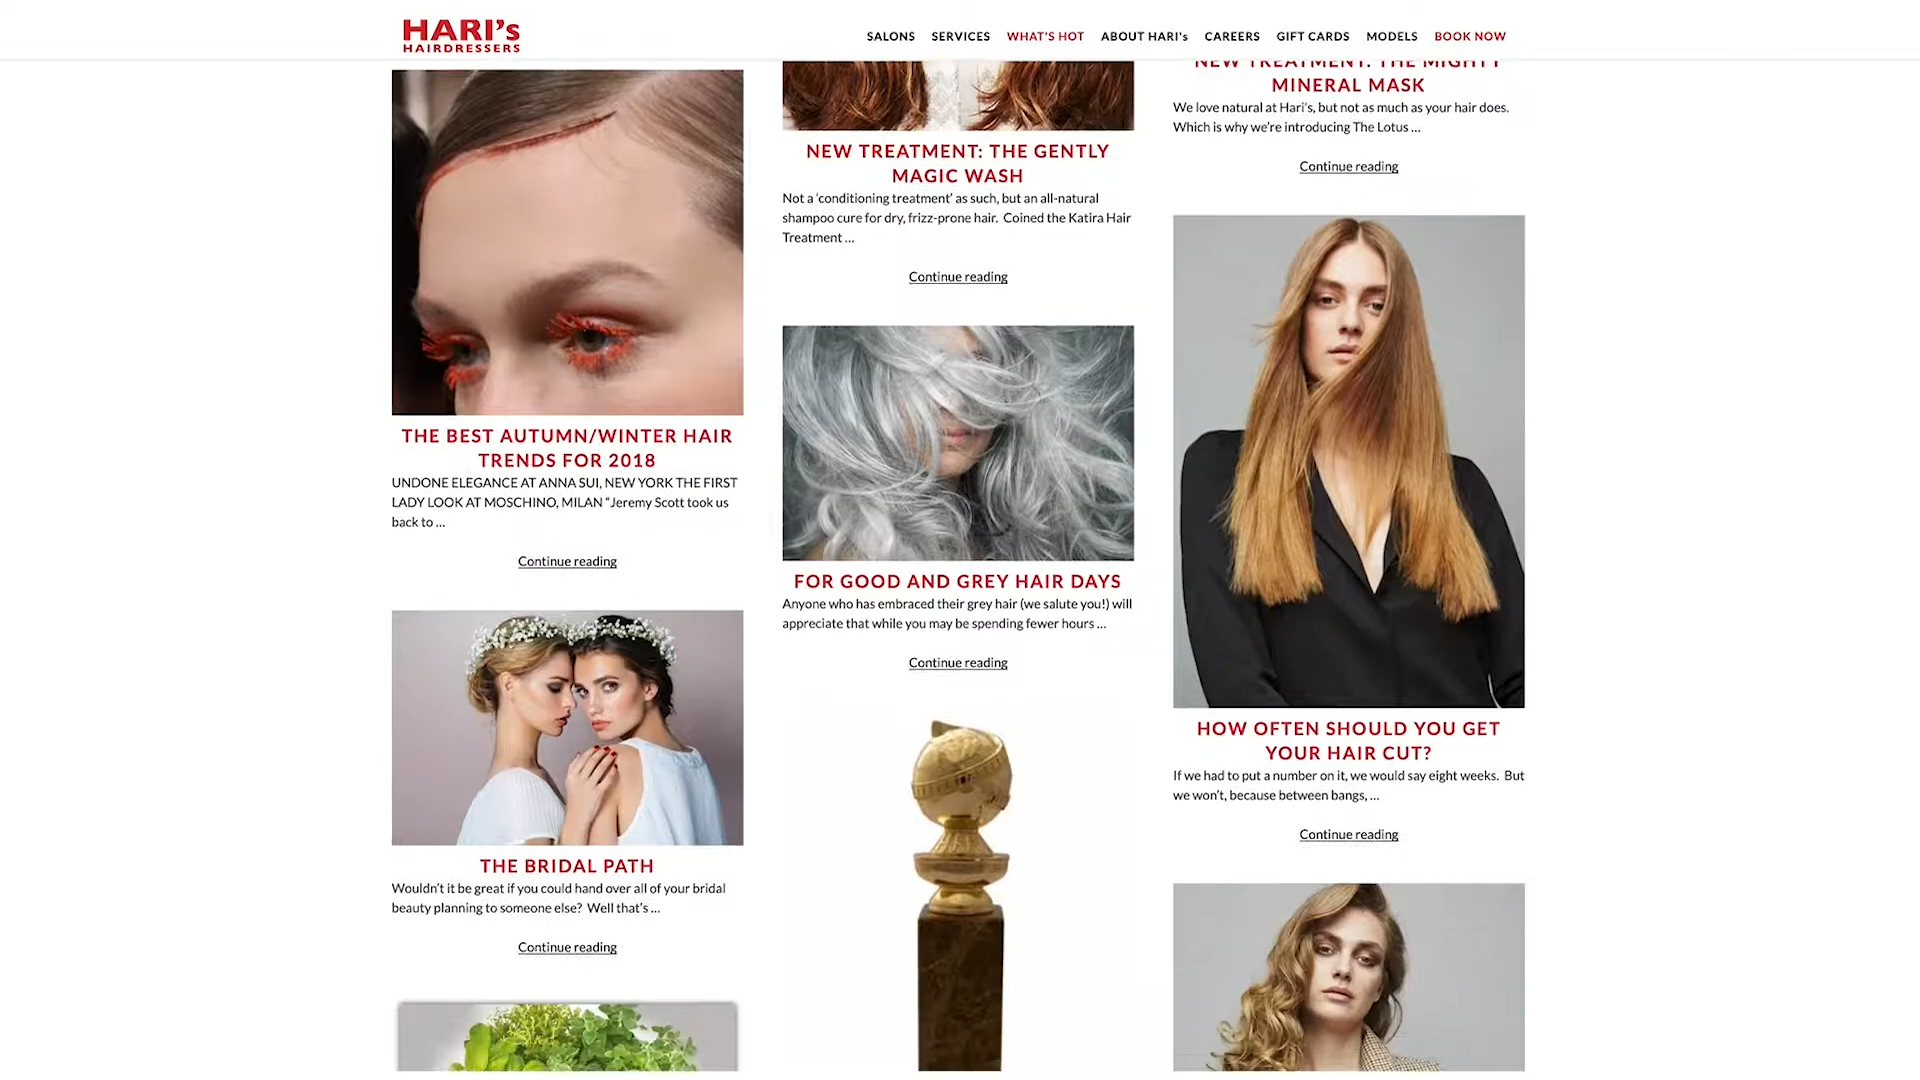 HARI's
HAIRDRESSERS
SALONS SERVICES WHAT'S HOT ABOUT HARI's CAREERS GIFT CARDS MODELS BOOK NOW
THE BEST AUTUMN/WINTER HAIR
TRENDS FOR 2018
UNDONE ELEGANCE AT ANNA SUI, NEW YORK THE FIRST
LADY LOOK AT MOSCHINO, MILAN “Jeremy Scott took us
back to ...
Continue reading
THE BRIDAL PATH
Wouldn’t it be great if you could hand over all of your bridal
beauty planning to someone else? Well that’s ...
Continue reading
NEW TREATMENT: THE GENTLY
MAGIC WASH
Not a ‘conditioning treatment’ as such, but an all-natural
shampoo cure for dry, frizz-prone hair. Coined the Katira Hair
Treatment ...
Continue reading
FOR GOOD AND GREY HAIR DAYS
Anyone who has embraced their grey hair (we salute you!) will
appreciate that while you may be spending fewer hours ...
Continue reading
NEW TREATMENT: THE MIGHTY
MINERAL MASK
We love natural at Hari’s, but not as much as your hair does.
Which is why we’re introducing The Lotus ...
Continue reading
HOW OFTEN SHOULD YOU GET
YOUR HAIR CUT?
If we had to put a number on it, we would say eight weeks. But
we won’t, because between bangs, ...
Continue reading